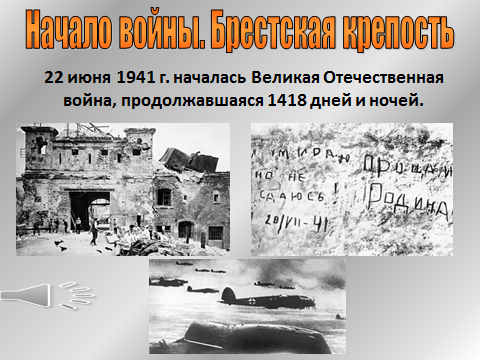 Начало войны. Брестская крепость
22 июня 1941 г. началась Великая Отечественная
война, продолжавшаяся 1418 дней и ночей.
УМИРАЮ
НО НЕ
СДАЮСЬ!
20/VII-41
ПРОЩАЙ
РОДИНА